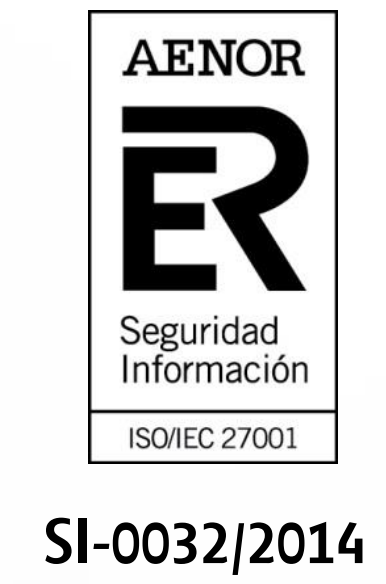 AENOR
ER
Seguridad
Información
ISO/IEC 27001
SI-0032/2014